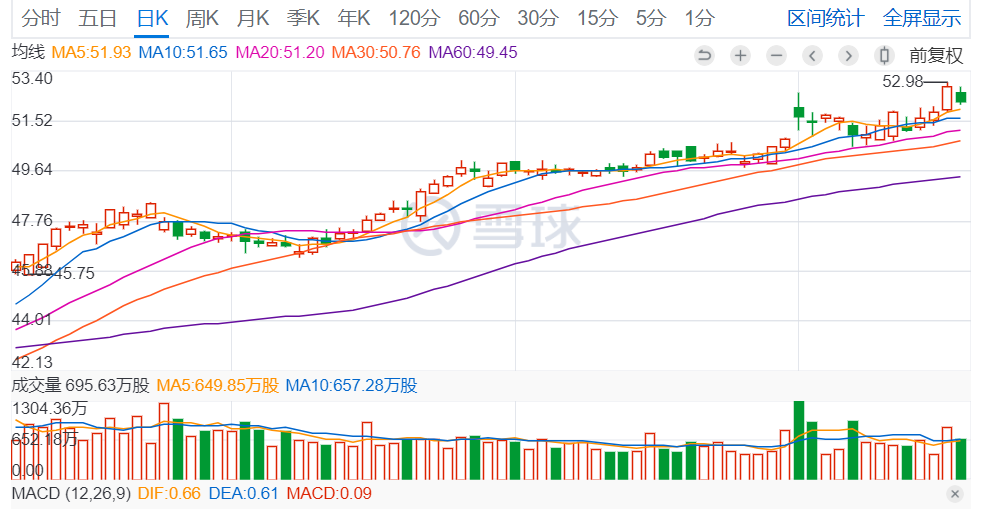 分时 五日 日K 周K 月K 季K 年K 120分 60分 30分 15分 5分 1分 区间统计 全屏显示
均线 MA5:51.93 MA10:51.65 MA20:51.20 MA30:50.76 MA60:49.45 前复权
53.40
52.98
51.52
49.64
47.76
雪球
45.88
45.75
44.01
42.13
成交量 695.63万股 MA5:649.85万股 MA10:657.28万股
1304.36万
652.18万
0.00
MACD (12,26,9) DIF:0.66 DEA:0.61 MACD:0.09